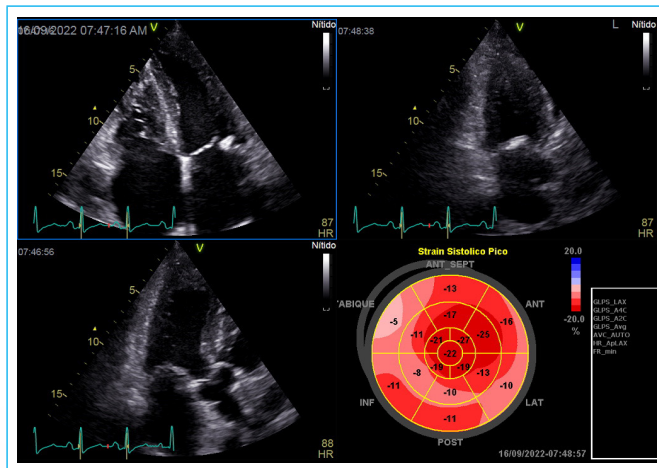 16/09/2022 07:47:16 AM
V
Nítido
5
10
15
87
HR
07:48:38
V
L
Nítido
5
10
15
87
HR
07:46:56
V
Nítido
5
10
15
88
HR
Strain Sistolico Pico
ANT_SEPT
20.0
-20.0
%
TABIQUE
ANT
INF
LAT
POST
-13
-5
-17
-16
-11
-21
-27
-25
-22
-8
-19
-19
-13
-10
-11
-10
-11
GLPS_LAX
GLPS_A4C
GLPS_A2C
GLPS_Avg
AVC_AUTO
HR_ApLAX
FR_min
16/09/2022-07:48:57